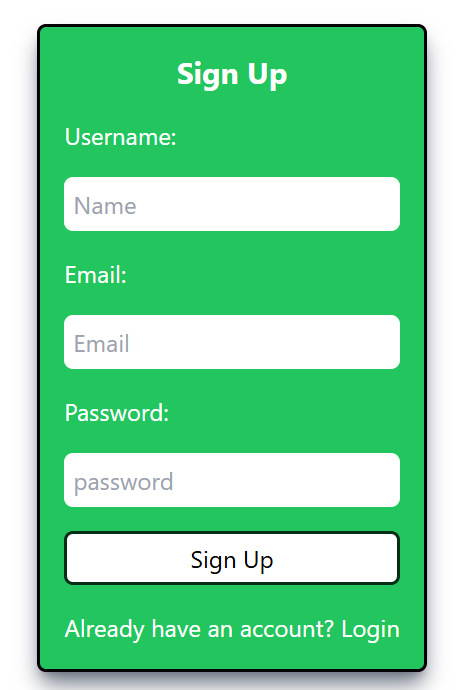 Sign Up
Username:
Name
Email:
Email
Password:
password
Sign Up
Already have an account? Login